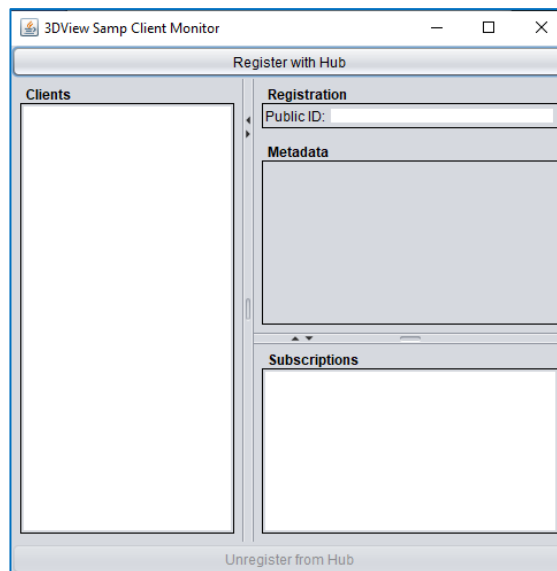 3DView Samp Client Monitor
Register with Hub
Clients
Registration
Public ID:
Metadata
Subscriptions
Unregister from Hub